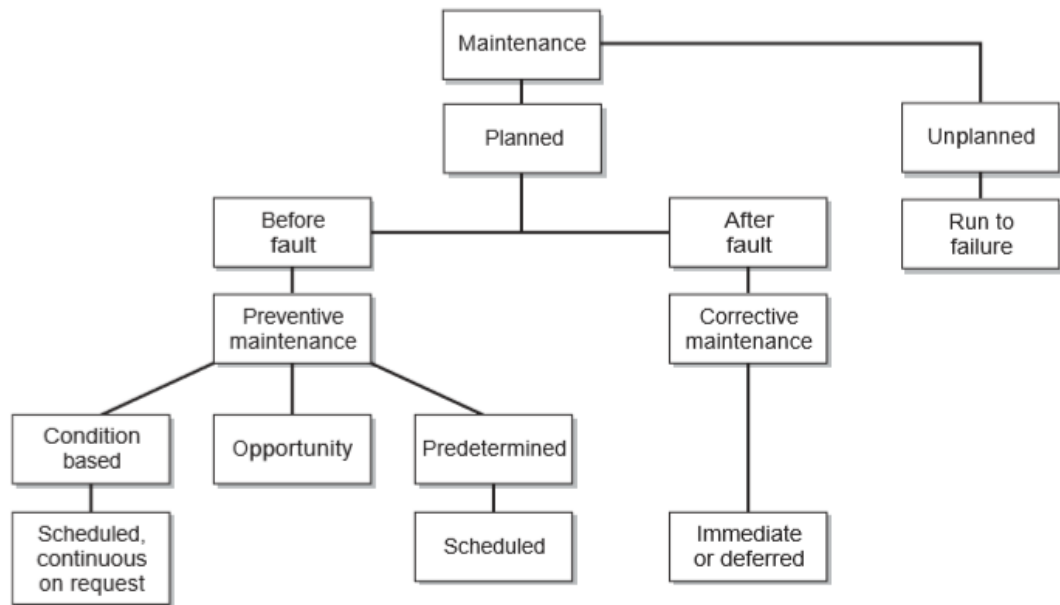 Maintenance
Planned
Unplanned
Before
fault
After
fault
Run to
failure
Preventive
maintenance
Corrective
maintenance
Condition
based
Opportunity
Predetermined
Scheduled,
continuous
on request
Scheduled
Immediate
or deferred